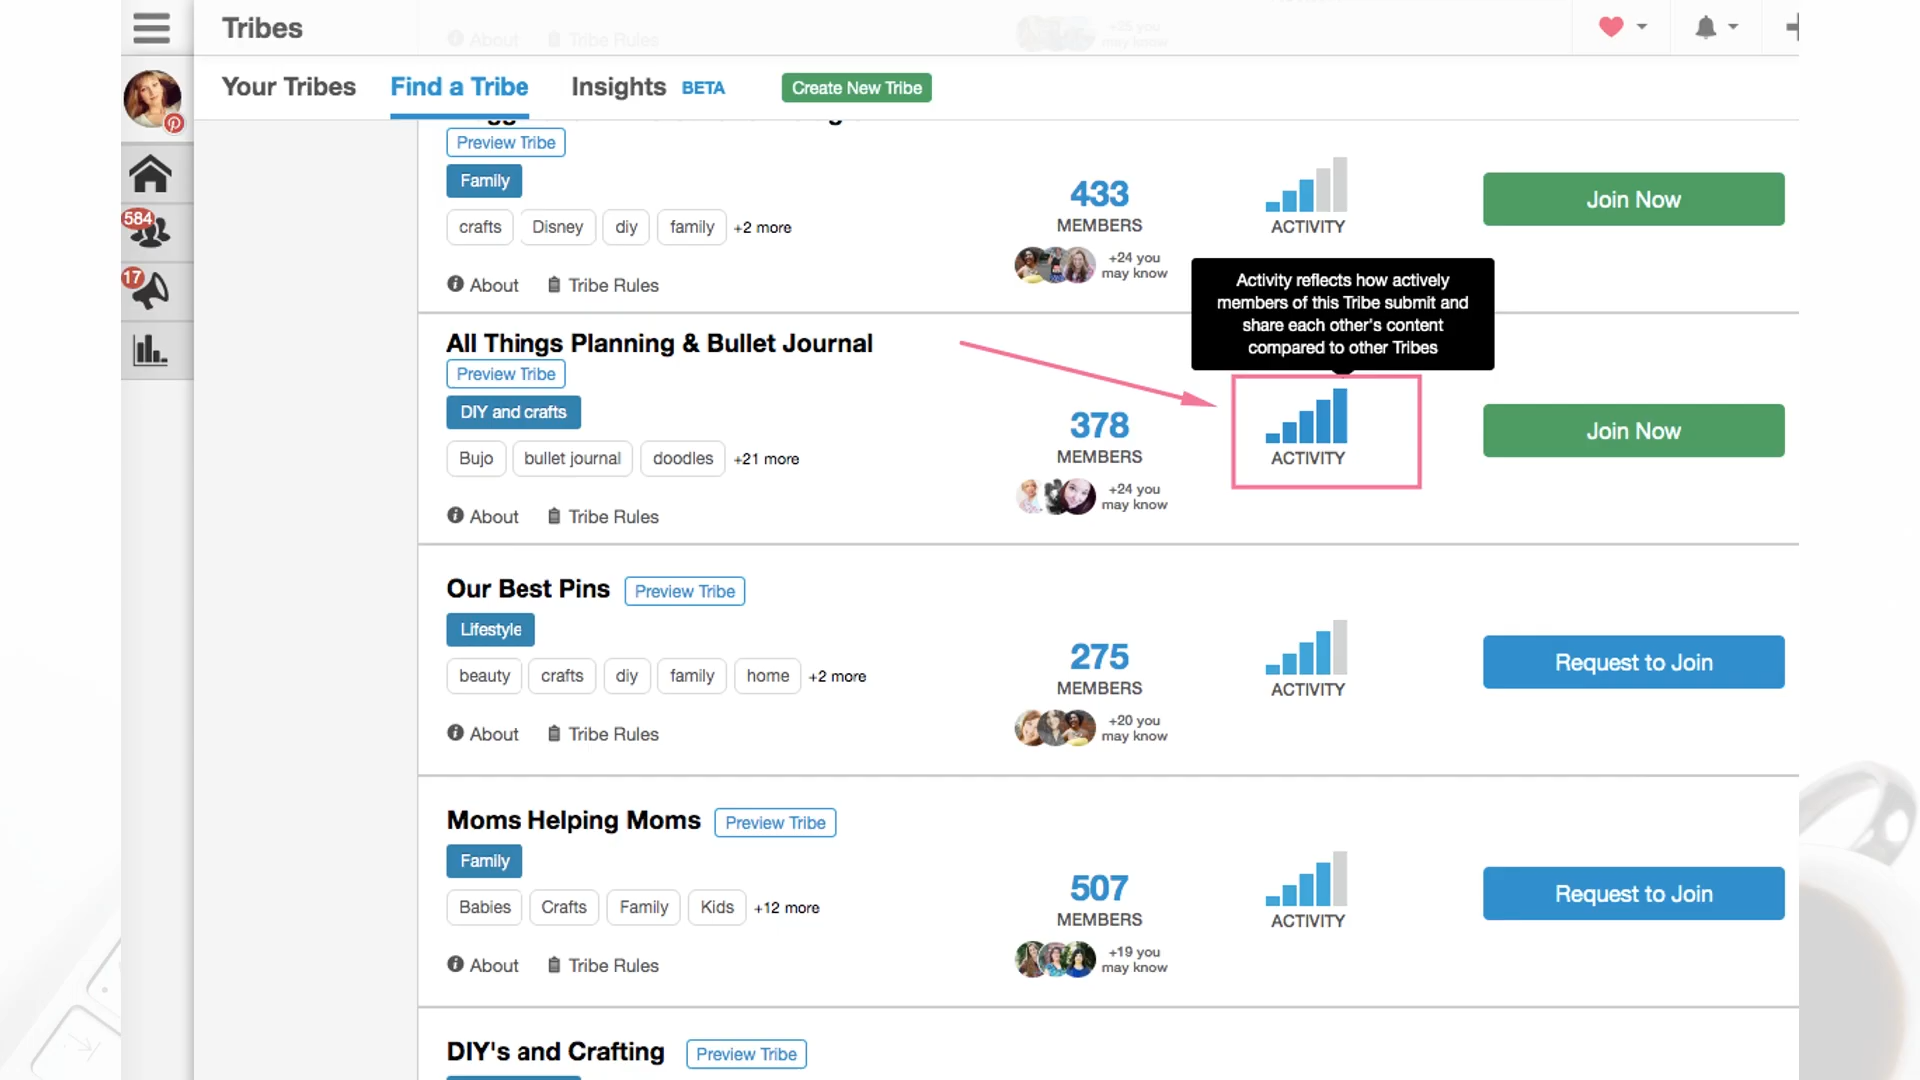 Tribes
+25 you
may know
About
Tribe Rules
Your Tribes
Find a Tribe
Insights BETA
Create New Tribe
Preview Tribe
Family
crafts
Disney
diy
family
+2 more
About
Tribe Rules
433
MEMBERS
+24 you
may know
ACTIVITY
Join Now
584
17
Activity reflects how actively
members of this Tribe submit and
share each other's content
compared to other Tribes
All Things Planning & Bullet Journal
Preview Tribe
DIY and crafts
Bujo
bullet journal
doodles
+21 more
About
Tribe Rules
378
MEMBERS
+24 you
may know
ACTIVITY
Join Now
Our Best Pins
Preview Tribe
Lifestyle
beauty
crafts
diy
family
home
+2 more
About
Tribe Rules
275
MEMBERS
+20 you
may know
ACTIVITY
Request to Join
Moms Helping Moms
Preview Tribe
Family
Babies
Crafts
Family
Kids
+12 more
About
Tribe Rules
507
MEMBERS
+19 you
may know
ACTIVITY
Request to Join
DIY's and Crafting
Preview Tribe